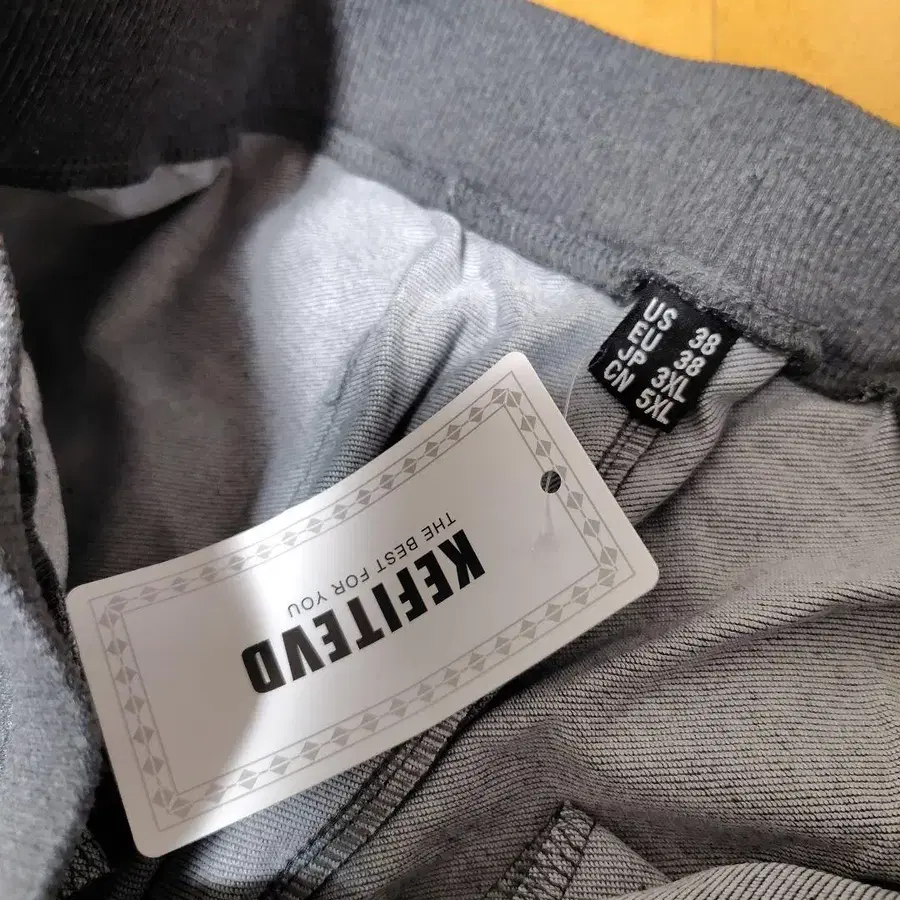 US 38
EU 38
JP 3XL
CN 5XL
KEFITEVD
THE BEST FOR YOU